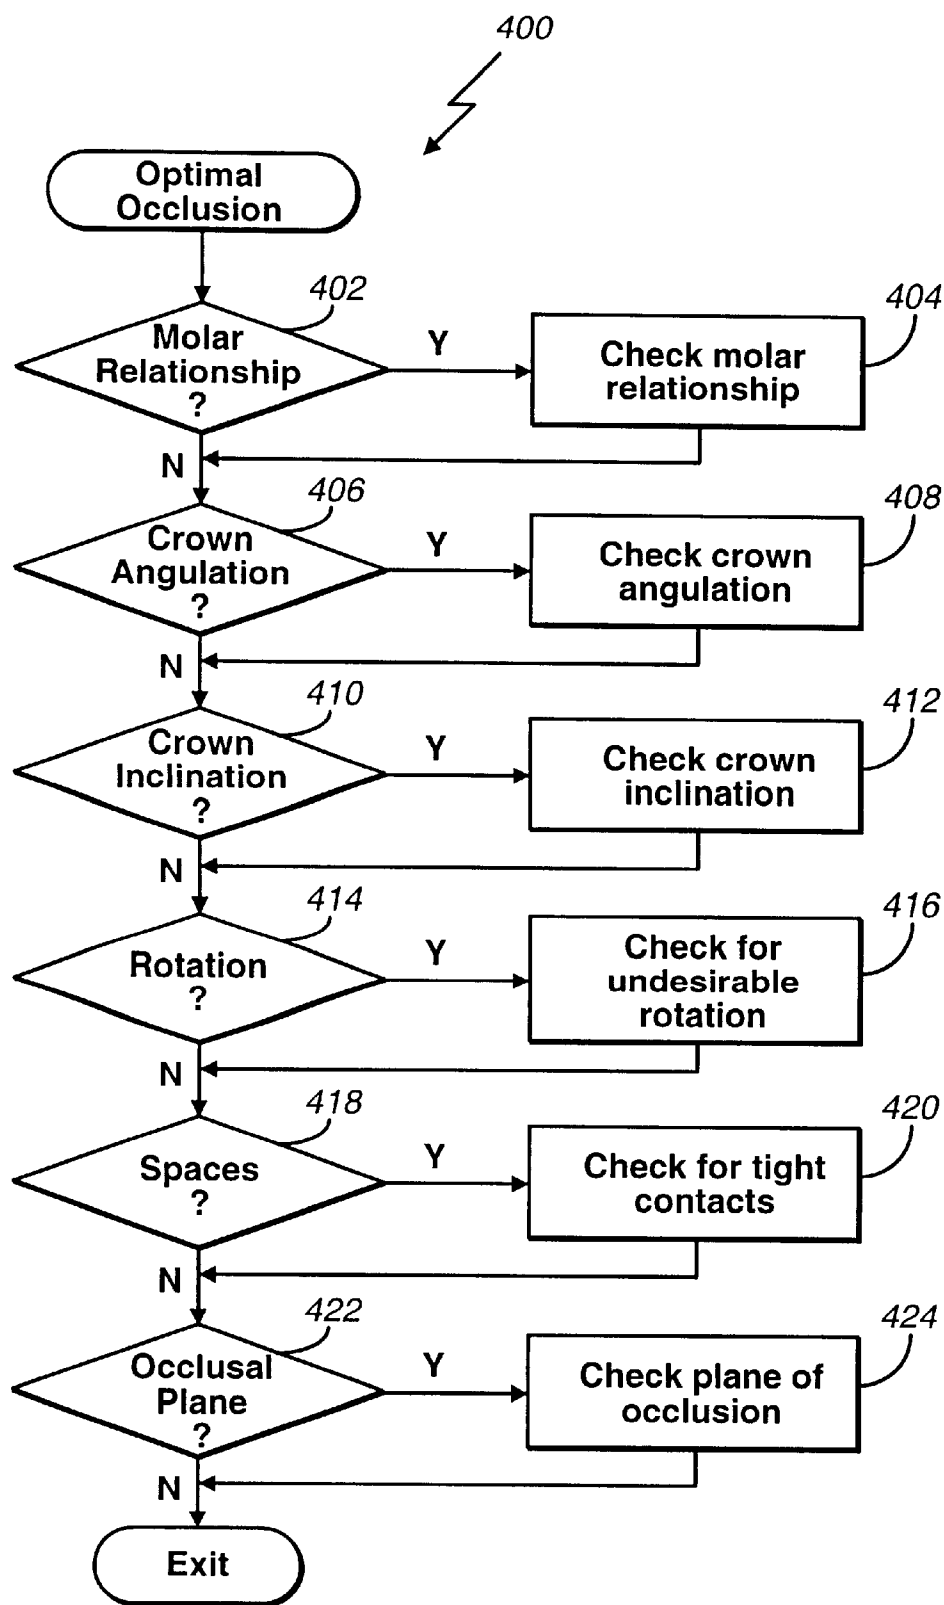 400
Optimal
Occlusion
402
Molar
Relationship
?
Y
404
Check molar
relationship
N
406
Crown
Angulation
?
Y
408
Check crown
angulation
N
410
Crown
Inclination
?
Y
412
Check crown
inclination
N
414
Rotation
?
Y
416
Check for
undesirable
rotation
N
418
Spaces
?
Y
420
Check for tight
contacts
N
422
Occlusal
Plane
?
Y
424
Check plane of
occlusion
N
Exit